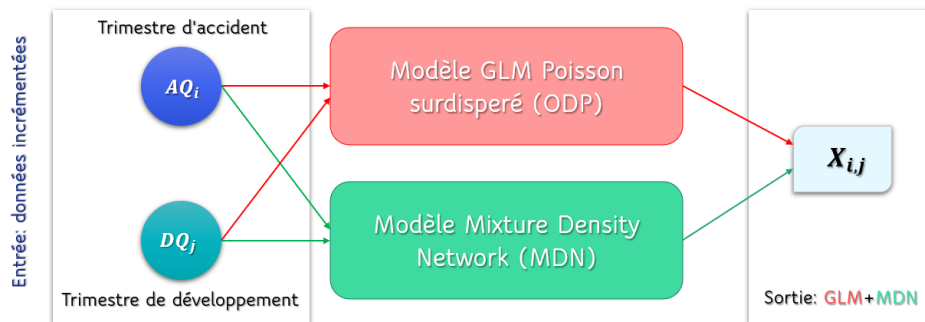 Entrée: données incrémentées
Trimestre d'accident
AQᵢ
DQⱼ
Trimestre de développement
Modèle GLM Poisson
surdisperé (ODP)
Modèle Mixture Density
Network (MDN)
Xᵢ,ⱼ
Sortie: GLM+MDN